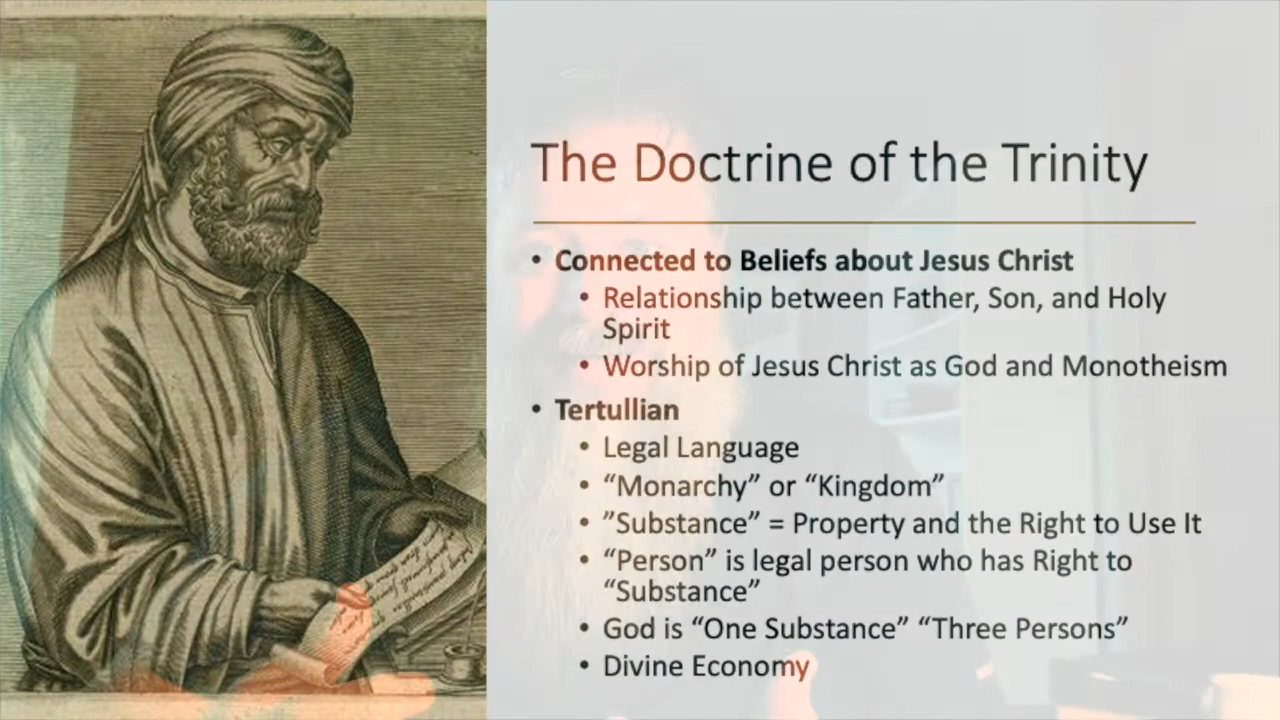 The Doctrine of the Trinity
• Connected to Beliefs about Jesus Christ
• Relationship between Father, Son, and Holy
Spirit
• Worship of Jesus Christ as God and Monotheism
• Tertullian
• Legal Language
• “Monarchy” or “Kingdom”
• ”Substance” = Property and the Right to Use It
• “Person” is legal person who has Right to
“Substance”
• God is “One Substance” “Three Persons”
• Divine Economy